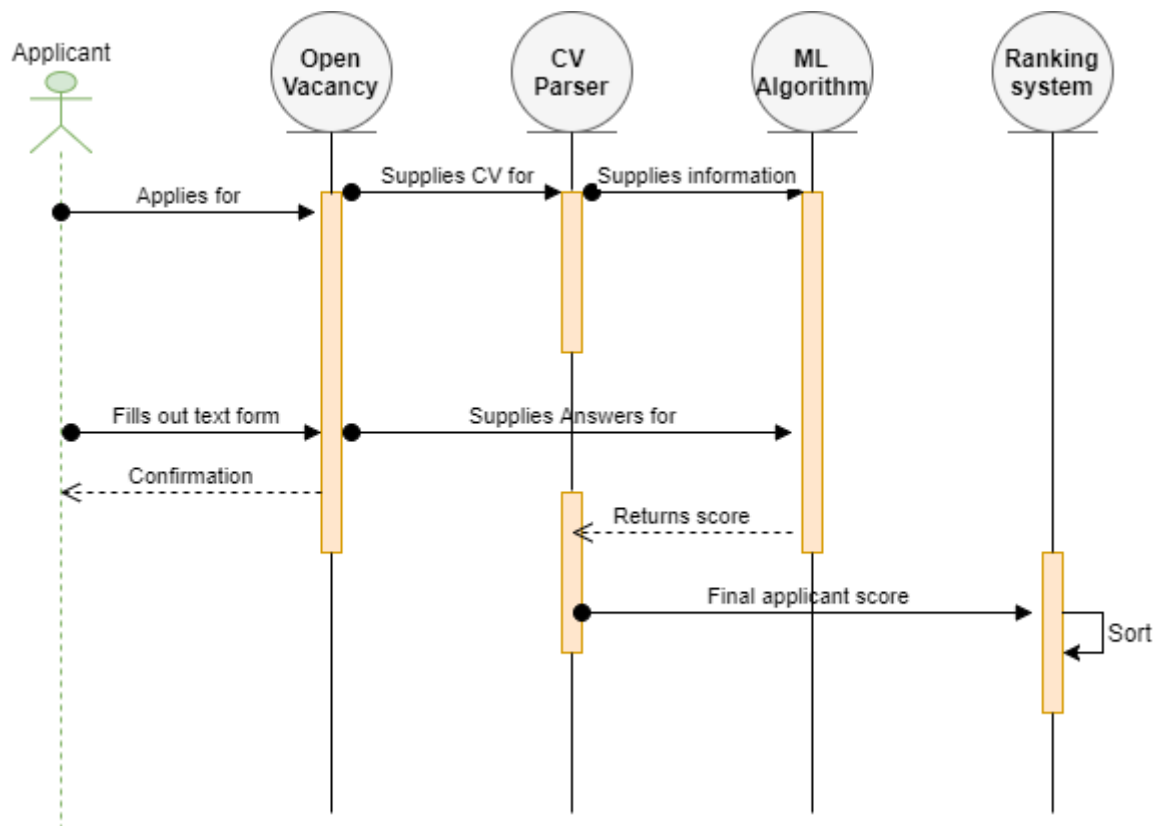 Applicant
Open
Vacancy
CV
Parser
ML
Algorithm
Ranking
system
Supplies CV for
Supplies information
Applies for
Fills out text form
Supplies Answers for
Confirmation
Returns score
Final applicant score
Sort